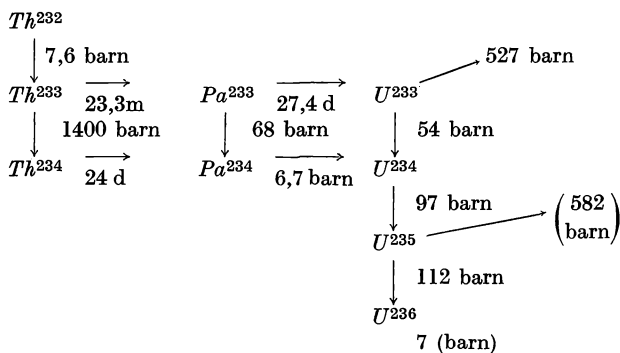 Th²³²
7,6 barn
527 barn
Th²³³ 23,3m Pa²³³ 27,4 d U²³³
1400 barn 68 barn 54 barn
Th²³⁴ 24 d Pa²³⁴ 6,7 barn U²³⁴
97 barn
(582 barn)
U²³⁵
112 barn
U²³⁶
7 (barn)